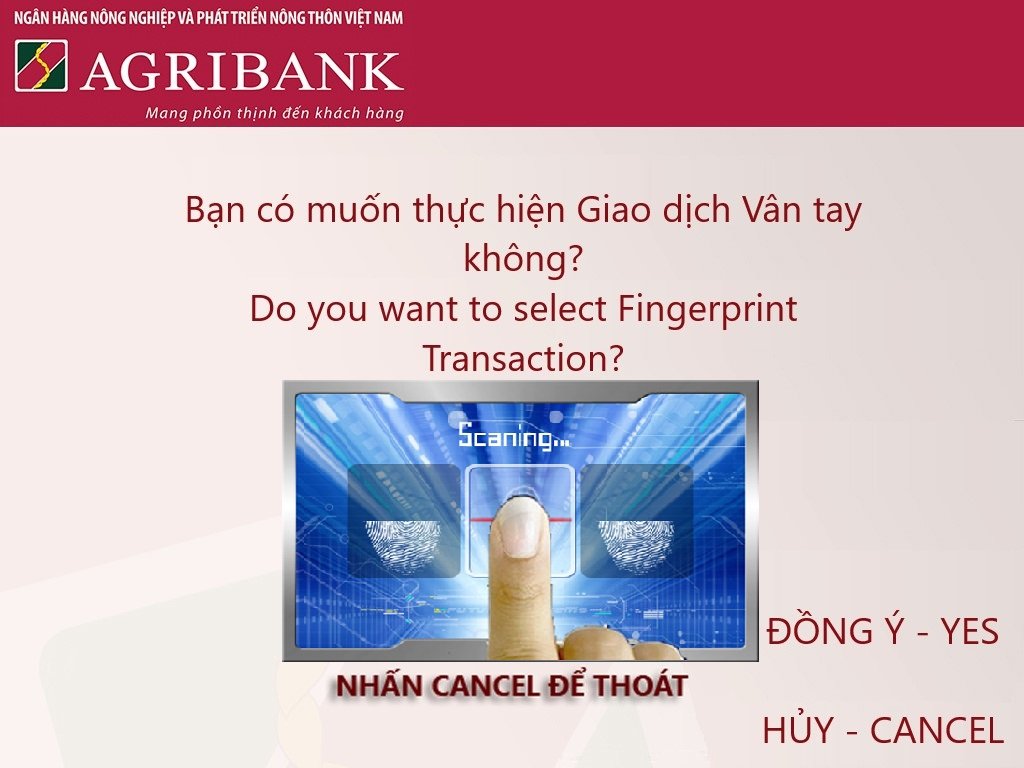 NGÂN HÀNG NÔNG NGHIỆP VÀ PHÁT TRIỂN NÔNG THÔN VIỆT NAM
AGRIBANK
Mang phồn thịnh đến khách hàng
Bạn có muốn thực hiện Giao dịch Vân tay
không?
Do you want to select Fingerprint
Transaction?
Scaning...
ĐỒNG Ý - YES
NHẤN CANCEL ĐỂ THOÁT
HỦY - CANCEL